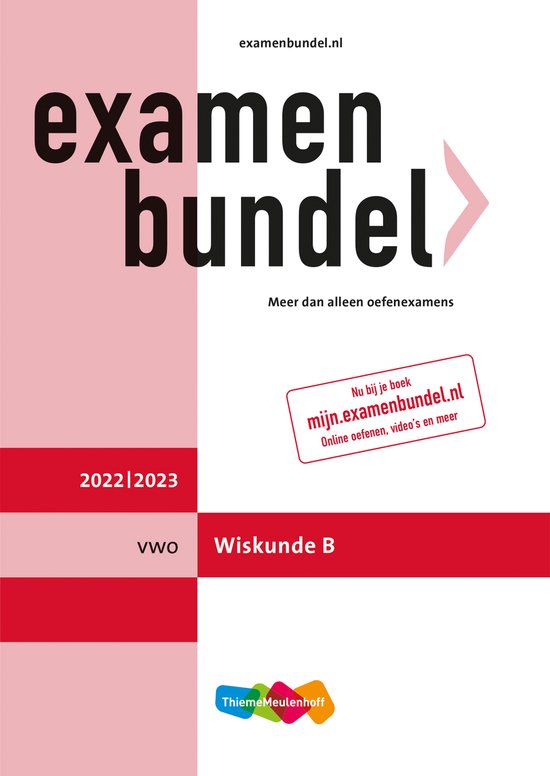 examenbundel.nl
examen
bundel
Meer dan alleen oefenexamens
Nu bij je boek
mijn.examenbundel.nl
Online oefenen, video's en meer
2022|2023
vwo
Wiskunde B
ThiemeMeulenhoff